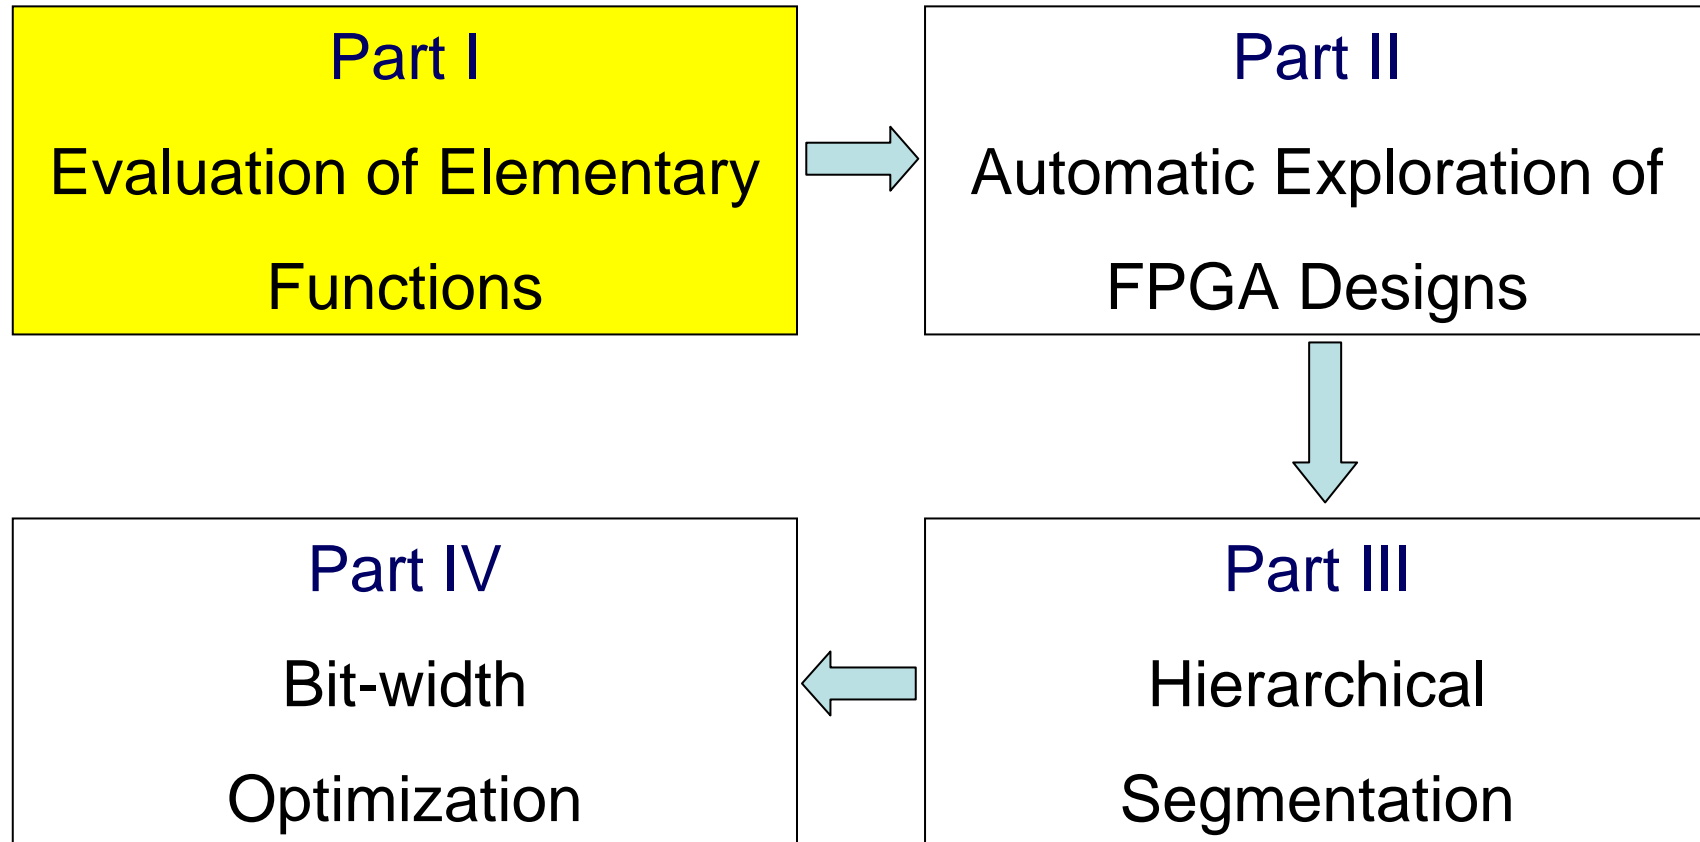 Part I
Evaluation of Elementary
Functions
Part II
Automatic Exploration of
FPGA Designs
Part III
Hierarchical
Segmentation
Part IV
Bit-width
Optimization